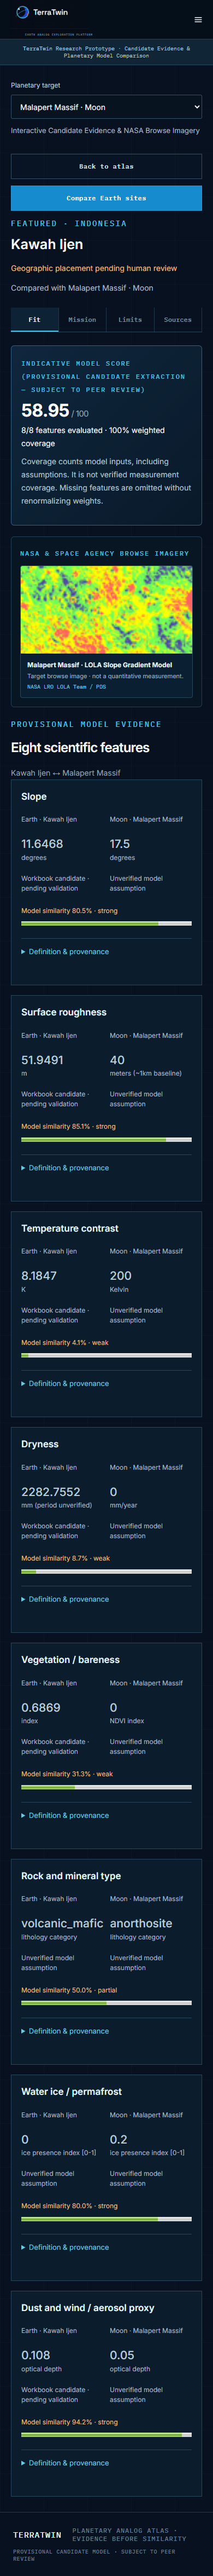 TerraTwin
EARTH ANALOG EXPLORATION PLATFORM
TerraTwin Research Prototype · Candidate Evidence &
Planetary Model Comparison
Planetary target
Malapert Massif · Moon
Interactive Candidate Evidence & NASA Browse Imagery
Back to atlas
Compare Earth sites
FEATURED · INDONESIA
Kawah Ijen
Geographic placement pending human review
Compared with Malapert Massif · Moon
Fit Mission Limits Sources
INDICATIVE MODEL SCORE
(PROVISIONAL CANDIDATE EXTRACTION
— SUBJECT TO PEER REVIEW)
58.95 / 100
8/8 features evaluated · 100% weighted
coverage
Coverage counts model inputs, including
assumptions. It is not verified measurement
coverage. Missing features are omitted without
renormalizing weights.
NASA & SPACE AGENCY BROWSE IMAGERY
Malapert Massif · LOLA Slope Gradient Model
Target browse image · not a quantitative measurement.
NASA LRO LOLA Team / PDS
PROVISIONAL MODEL EVIDENCE
Eight scientific features
Kawah Ijen ↔ Malapert Massif
Slope
Earth · Kawah Ijen Moon · Malapert Massif
11.6468 17.5
degrees degrees
Workbook candidate · Unverified model
pending validation assumption
Model similarity 80.5% · strong
▶ Definition & provenance
Surface roughness
Earth · Kawah Ijen Moon · Malapert Massif
51.9491 40
m meters (~1km baseline)
Workbook candidate · Unverified model
pending validation assumption
Model similarity 85.1% · strong
▶ Definition & provenance
Temperature contrast
Earth · Kawah Ijen Moon · Malapert Massif
8.1847 200
K Kelvin
Workbook candidate · Unverified model
pending validation assumption
Model similarity 4.1% · weak
▶ Definition & provenance
Dryness
Earth · Kawah Ijen Moon · Malapert Massif
2282.7552 0
mm (period unverified) mm/year
Workbook candidate · Unverified model
pending validation assumption
Model similarity 8.7% · weak
▶ Definition & provenance
Vegetation / bareness
Earth · Kawah Ijen Moon · Malapert Massif
0.6869 0
index NDVI index
Workbook candidate · Unverified model
pending validation assumption
Model similarity 31.3% · weak
▶ Definition & provenance
Rock and mineral type
Earth · Kawah Ijen Moon · Malapert Massif
volcanic_mafic anorthosite
lithology category lithology category
Unverified model Unverified model
assumption assumption
Model similarity 50.0% · partial
▶ Definition & provenance
Water ice / permafrost
Earth · Kawah Ijen Moon · Malapert Massif
0 0.2
ice presence index [0-1] ice presence index [0-1]
Unverified model Unverified model
assumption assumption
Model similarity 80.0% · strong
▶ Definition & provenance
Dust and wind / aerosol proxy
Earth · Kawah Ijen Moon · Malapert Massif
0.108 0.05
optical depth optical depth
Workbook candidate · Unverified model
pending validation assumption
Model similarity 94.2% · strong
▶ Definition & provenance
TERRATWIN PLANETARY ANALOG ATLAS ·
EVIDENCE BEFORE SIMILARITY
PROVISIONAL CANDIDATE MODEL · SUBJECT TO PEER
REVIEW